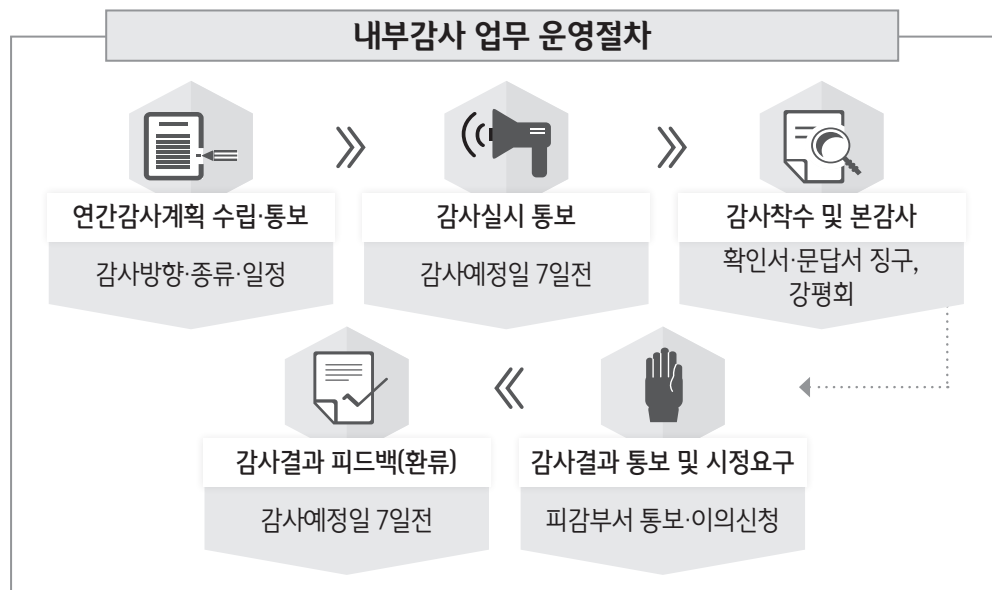 내부감사 업무 운영절차
연간감사계획 수립·통보
감사방향·종류·일정
감사실시 통보
감사예정일 7일전
감사착수 및 본감사
확인서·문답서 징구,
강평회
감사결과 피드백(환류)
감사예정일 7일전
감사결과 통보 및 시정요구
피감부서 통보·이의신청